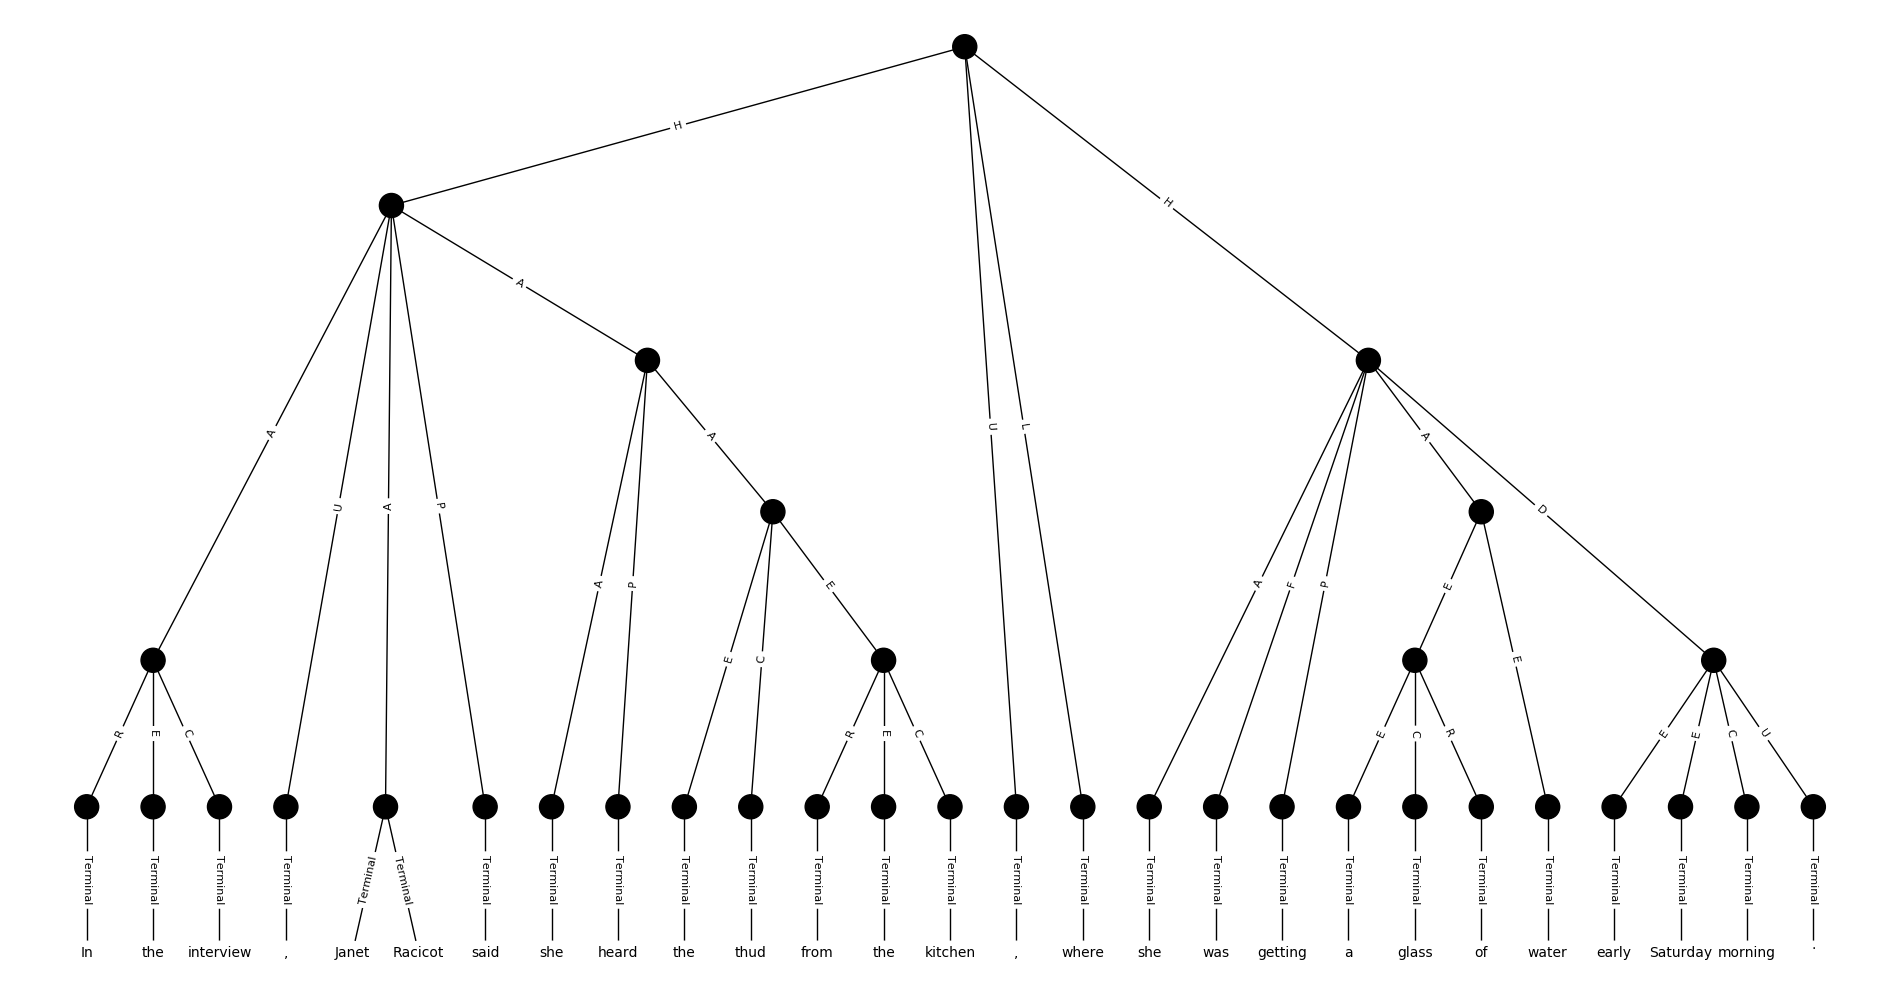 H
U
L
H
A
U
A
P
A
A
P
A
E
C
E
A
F
P
A
D
E
E
R
E
C
R
E
C
E
C
R
E
E
C
U
Terminal Terminal Terminal Terminal Terminal Terminal Terminal Terminal Terminal Terminal Terminal Terminal Terminal Terminal Terminal Terminal Terminal Terminal Terminal Terminal Terminal Terminal Terminal Terminal Terminal Terminal Terminal
In the interview , Janet Racicot said she heard the thud from the kitchen , where she was getting a glass of water early Saturday morning .